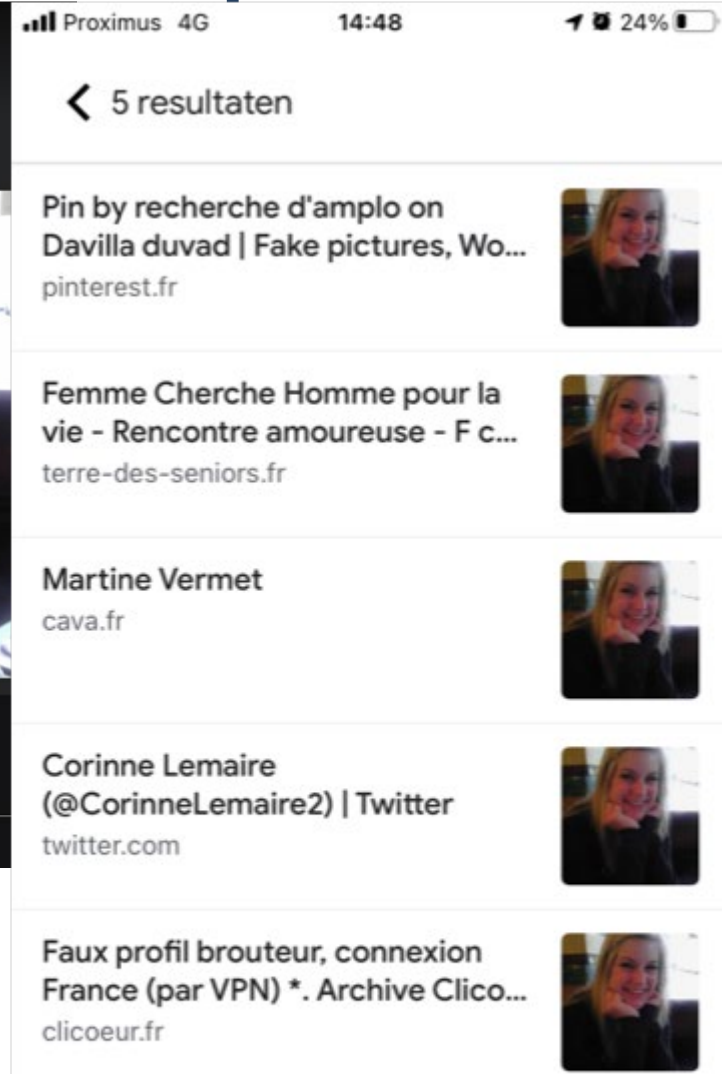 Proximus 4G 14:48 24%
5 resultaten
Pin by recherche d'amplo on
Davilla duvad | Fake pictures, Wo...
pinterest.fr
Femme Cherche Homme pour la
vie - Rencontre amoureuse - F c...
terre-des-seniors.fr
Martine Vermet
cava.fr
Corinne Lemaire
(@CorinneLemaire2) | Twitter
twitter.com
Faux profil brouteur, connexion
France (par VPN) *. Archive Clico...
clicoeur.fr